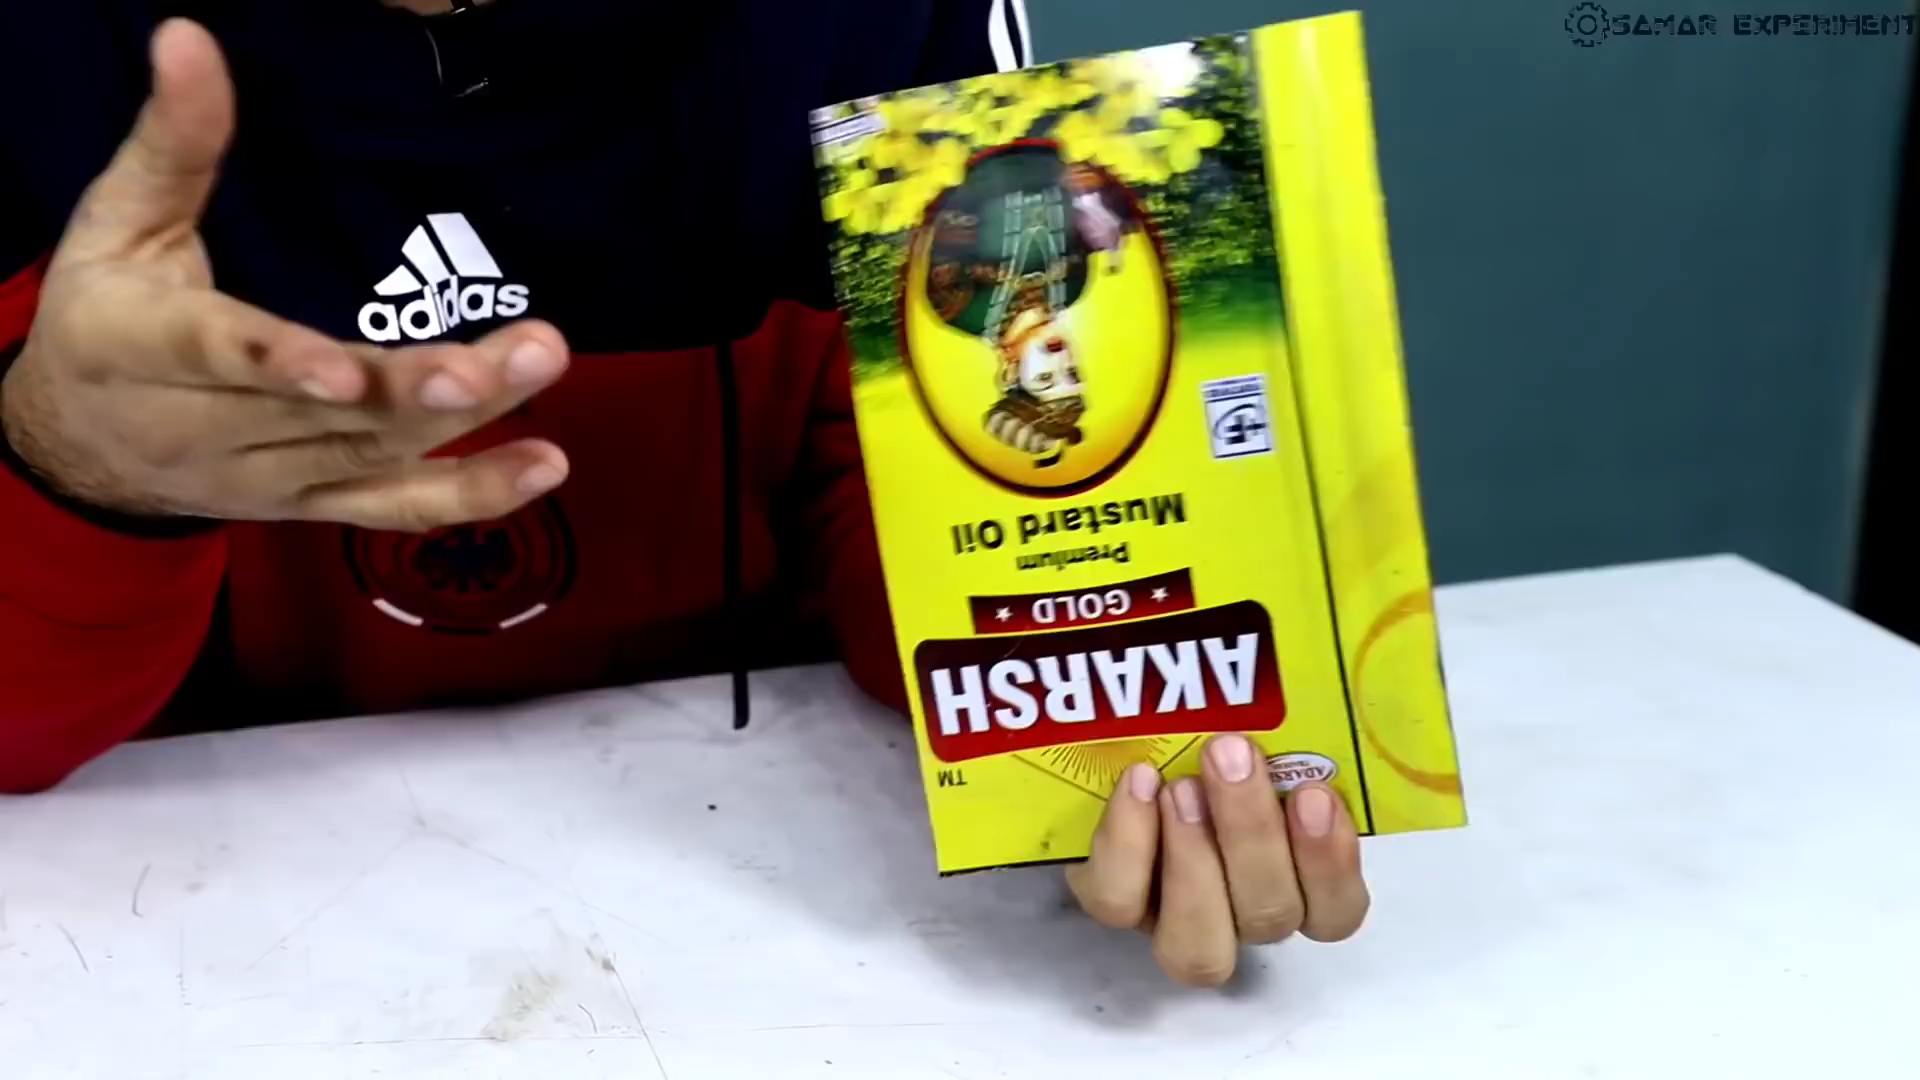 SAMAR EXPERIMENT
adidas
AKARSH
TM
★ GOLD ★
Premium
Mustard Oil
+F